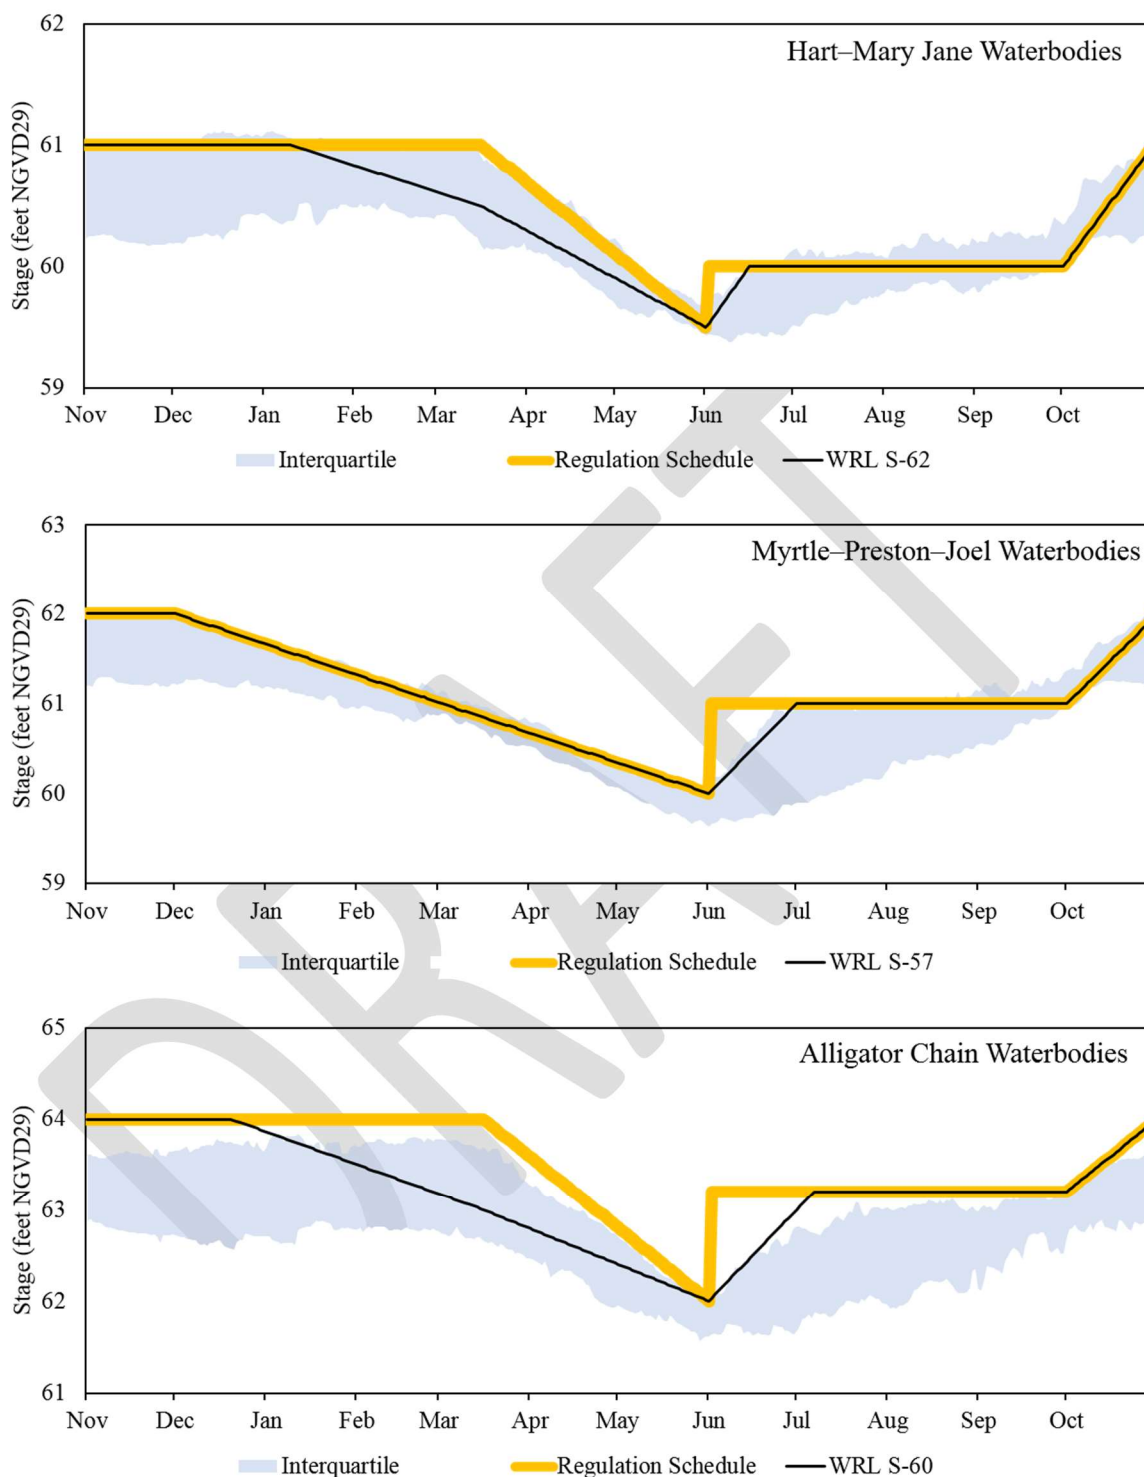 Hart–Mary Jane Waterbodies
Stage (feet NGVD29)
62
61
60
59
Nov Dec Jan Feb Mar Apr May Jun Jul Aug Sep Oct
Interquartile Regulation Schedule WRL S-62
Myrtle–Preston–Joel Waterbodies
Stage (feet NGVD29)
63
62
61
60
59
Nov Dec Jan Feb Mar Apr May Jun Jul Aug Sep Oct
Interquartile Regulation Schedule WRL S-57
Alligator Chain Waterbodies
Stage (feet NGVD29)
65
64
63
62
61
Nov Dec Jan Feb Mar Apr May Jun Jul Aug Sep Oct
Interquartile Regulation Schedule WRL S-60
DRAFT